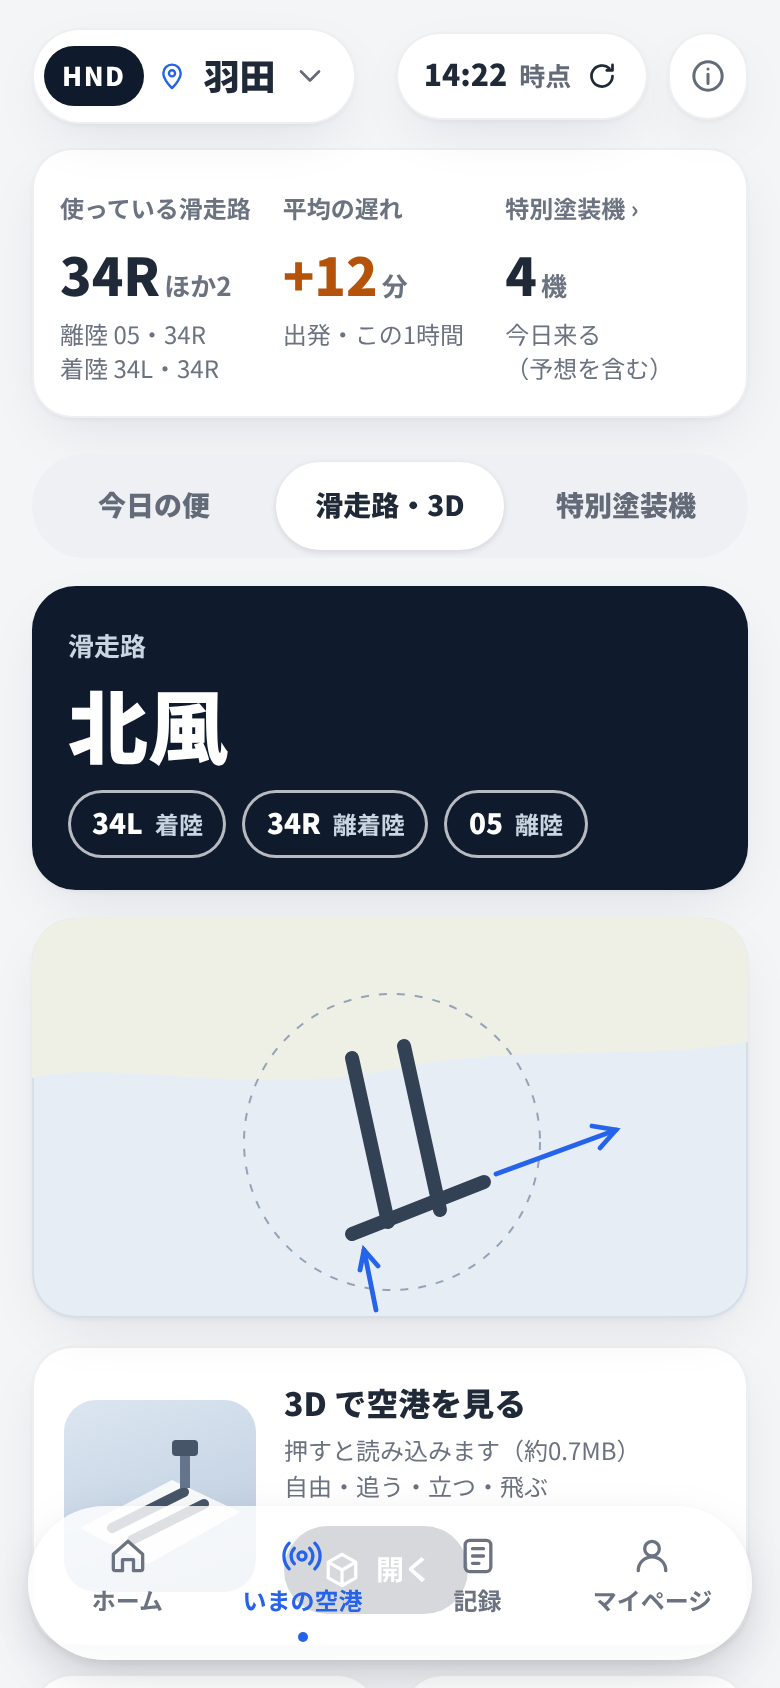 HND 羽田
14:22 時点
使っている滑走路
34R ほか2
離陸 05・34R
着陸 34L・34R
平均の遅れ
+12 分
出発・この1時間
特別塗装機 ›
4 機
今日来る
（予想を含む）
今日の便
滑走路・3D
特別塗装機
滑走路
北風
34L 着陸
34R 離着陸
05 離陸
3D で空港を見る
押すと読み込みます（約0.7MB）
自由・追う・立つ・飛ぶ
開く
ホーム
いまの空港
記録
マイページ